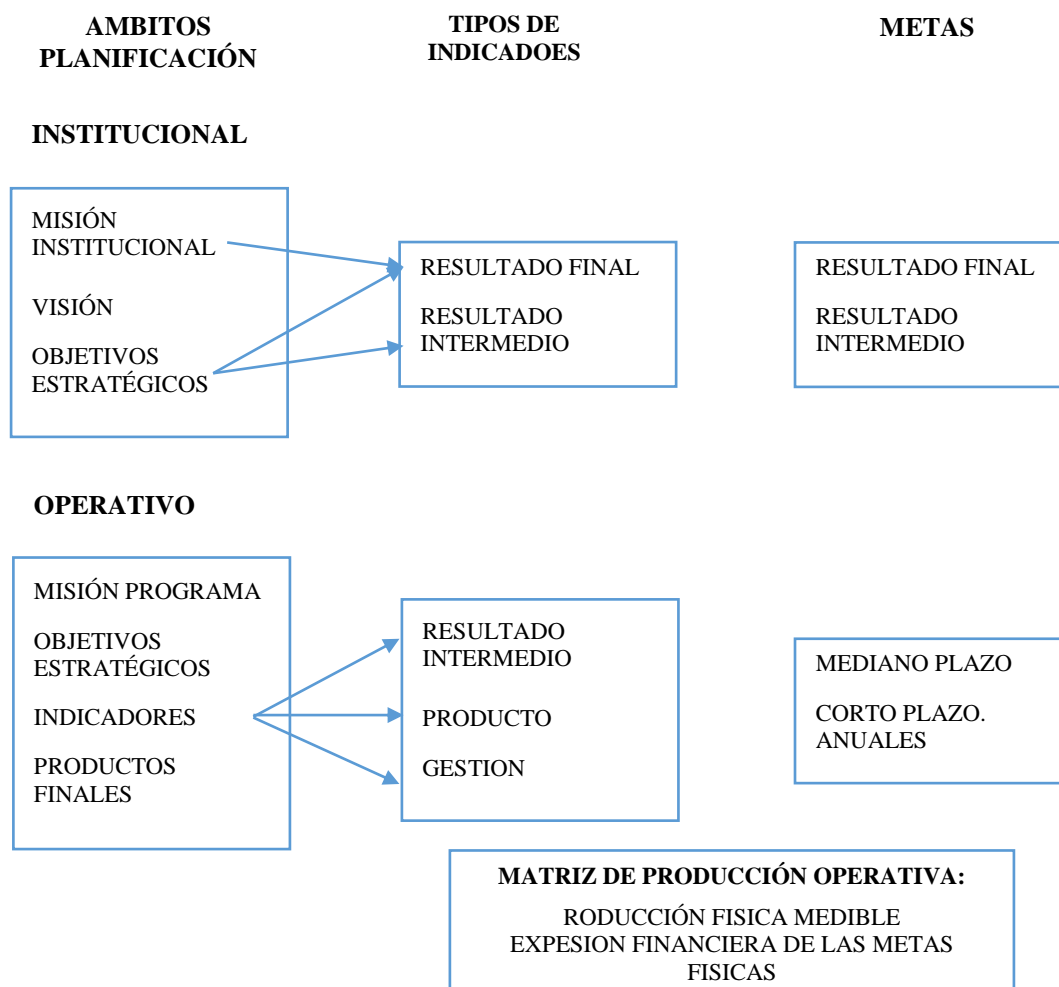 AMBITOS
PLANIFICACIÓN
TIPOS DE
INDICADOES
METAS
INSTITUCIONAL
MISIÓN
INSTITUCIONAL
VISIÓN
OBJETIVOS
ESTRATÉGICOS
RESULTADO FINAL
RESULTADO
INTERMEDIO
RESULTADO FINAL
RESULTADO
INTERMEDIO
OPERATIVO
MISIÓN PROGRAMA
OBJETIVOS
ESTRATÉGICOS
INDICADORES
PRODUCTOS
FINALES
RESULTADO
INTERMEDIO
PRODUCTO
GESTION
MEDIANO PLAZO
CORTO PLAZO.
ANUALES
MATRIZ DE PRODUCCIÓN OPERATIVA:
RODUCCIÓN FISICA MEDIBLE
EXPESION FINANCIERA DE LAS METAS
FISICAS